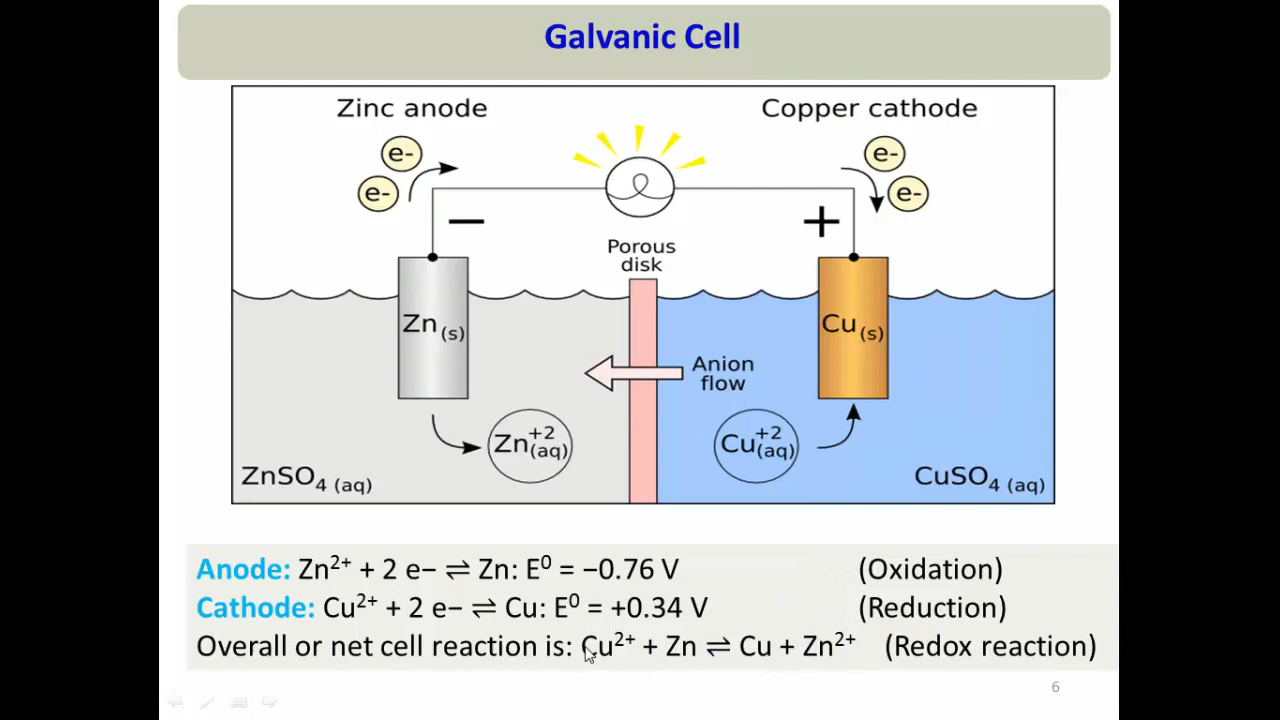 Galvanic Cell
Zinc anode
Copper cathode
e-
e-
e-
e-
−
+
Porous
disk
Zn (s)
Cu (s)
Anion
flow
Zn+2(aq)
Cu+2(aq)
ZnSO4 (aq)
CuSO4 (aq)
Anode: Zn²⁺ + 2 e− ⇌ Zn: E⁰ = −0.76 V (Oxidation)
Cathode: Cu²⁺ + 2 e− ⇌ Cu: E⁰ = +0.34 V (Reduction)
Overall or net cell reaction is: Cu²⁺ + Zn ⇌ Cu + Zn²⁺ (Redox reaction)
6